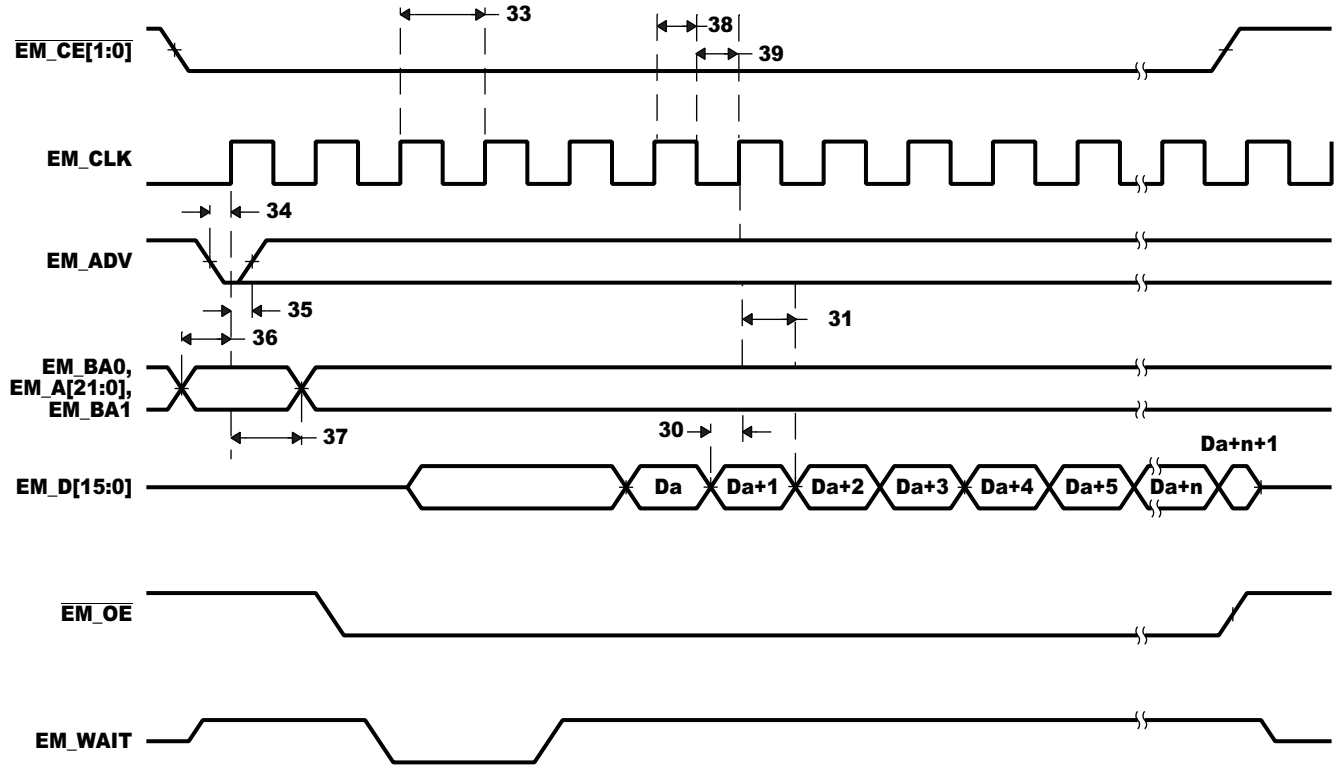 33
38
EM_CE[1:0]
39
EM_CLK
34
EM_ADV
35
31
36
EM_BA0,
EM_A[21:0],
EM_BA1
30
37
Da+n+1
EM_D[15:0]
Da
Da+1
Da+2
Da+3
Da+4
Da+5
Da+n
EM_OE
EM_WAIT